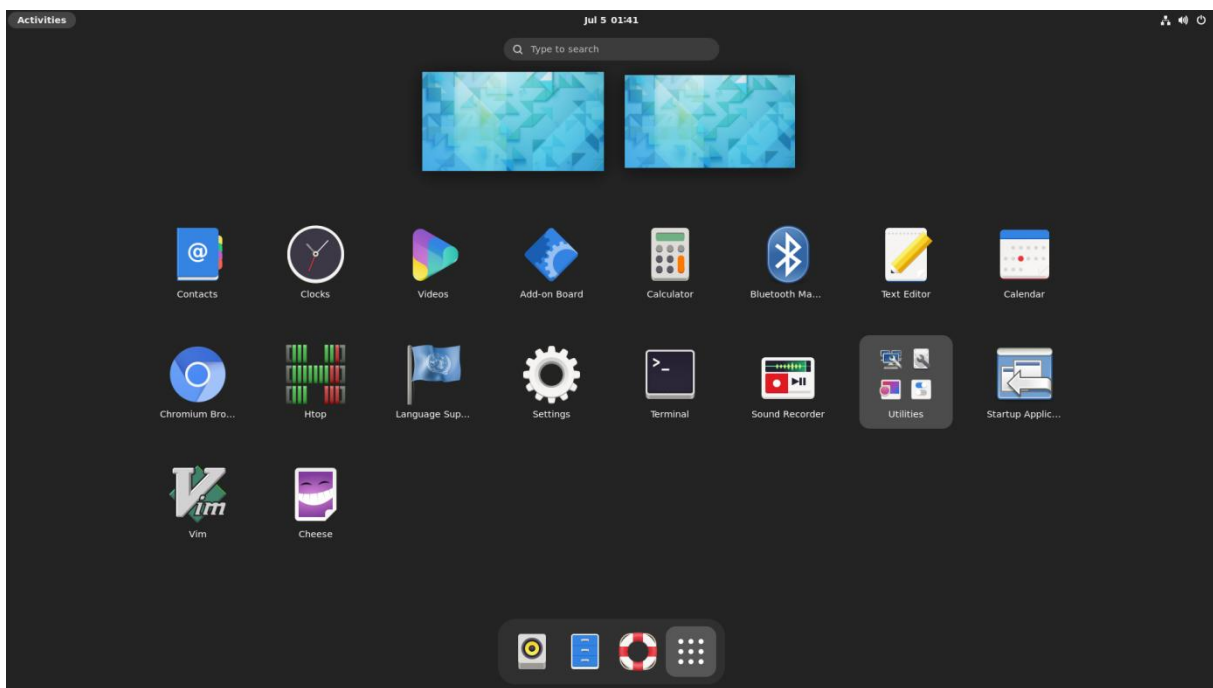 Activities
Jul 5 01:41
Type to search
Contacts
Clocks
Videos
Add-on Board
Calculator
Bluetooth Ma...
Text Editor
Calendar
>_
Chromium Bro...
Htop
Language Sup...
Settings
Terminal
Sound Recorder
Utilities
Startup Applic...
Vim
Vim
Cheese